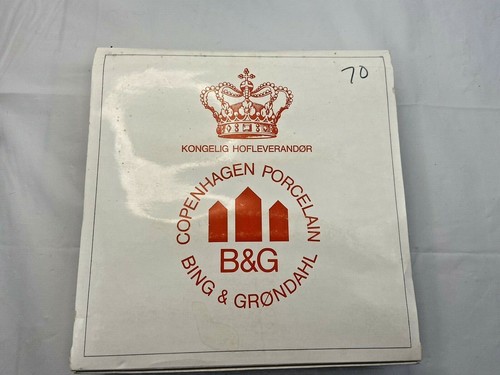 70
KONGELIG HOFLEVERANDØR
COPENHAGEN PORCELAIN
B&G
BING & GRØNDAHL